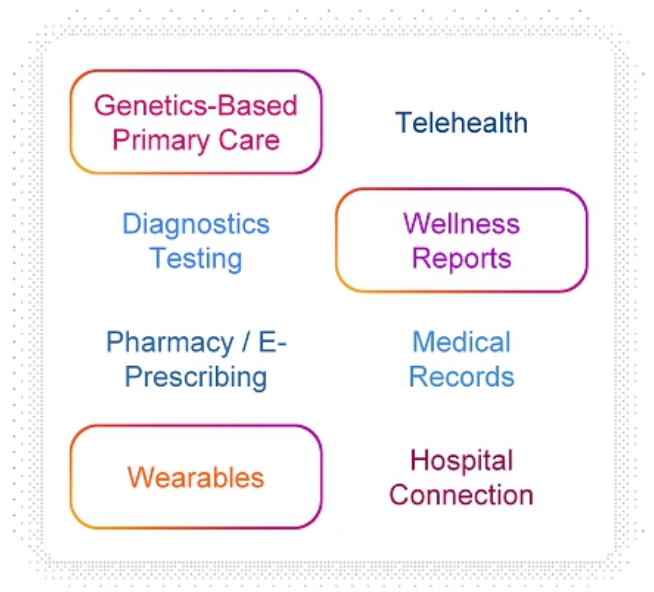 Genetics-Based
Primary Care
Telehealth
Diagnostics
Testing
Wellness
Reports
Pharmacy / E-
Prescribing
Medical
Records
Wearables
Hospital
Connection